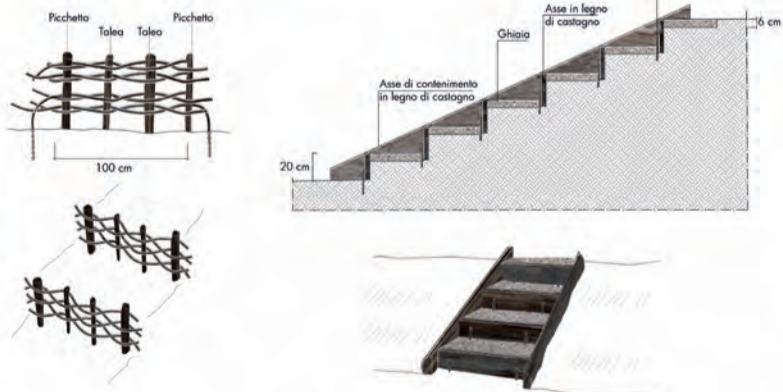 Picchetto
Talea
Talea
Picchetto
100 cm
Asse in legno
di castagno
Ghiaia
6 cm
Asse di contenimento
in legno di castagno
20 cm